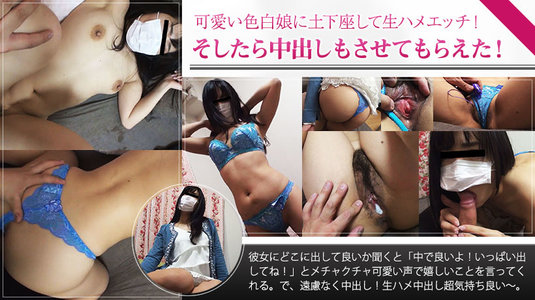 可愛い色白娘に土下座して生ハメエッチ！
そしたら中出しもさせてもらえた！
彼女にどこに出して良いか聞くと「中で良いよ！いっぱい出
してね！」とメチャクチャ可愛い声で嬉しいことを言ってく
れる。で、遠慮なく中出し！生ハメ中出し超気持ち良い〜。